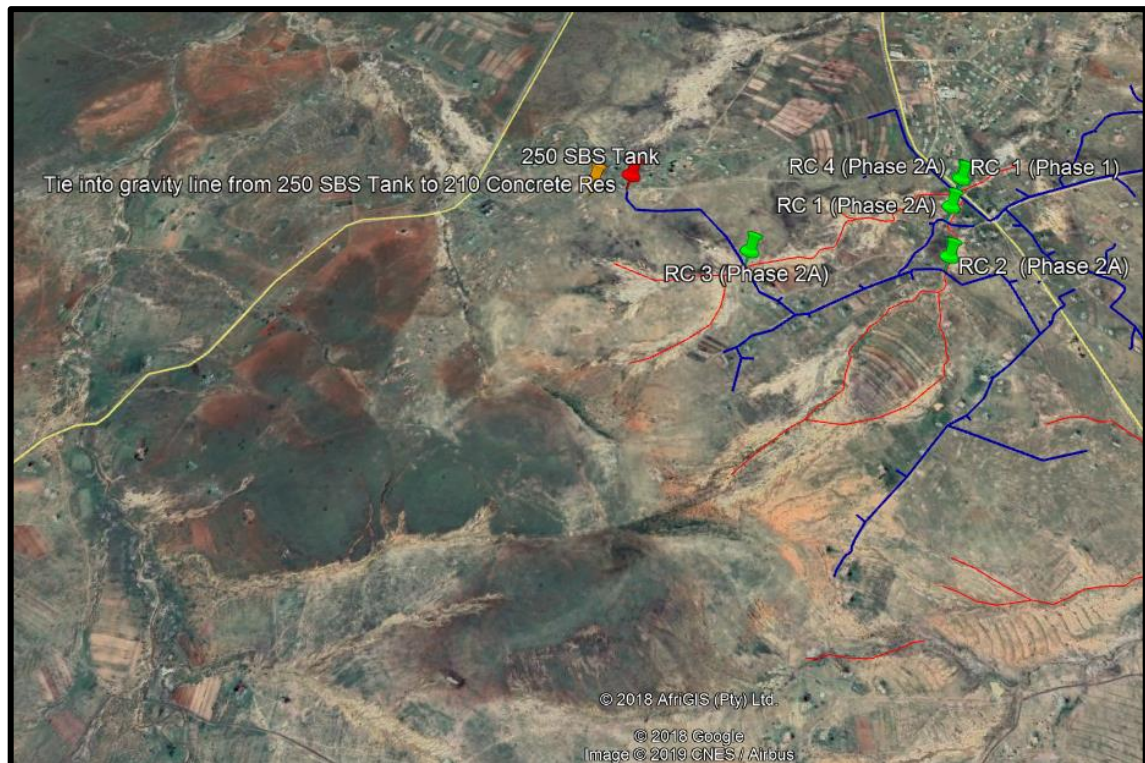 250 SBS Tank
Tie into gravity line from 250 SBS Tank to 210 Concrete Res
RC 4 (Phase 2A)
RC  1 (Phase 1)
RC 1 (Phase 2A)
RC 3 (Phase 2A)
RC 2  (Phase 2A)
© 2018 AfriGIS (Pty) Ltd.
© 2018 Google
Image © 2019 CNES / Airbus